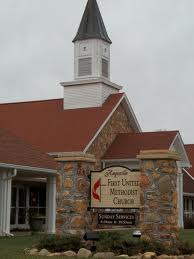 Augusta
First United
Methodist
Church
Sunday Services